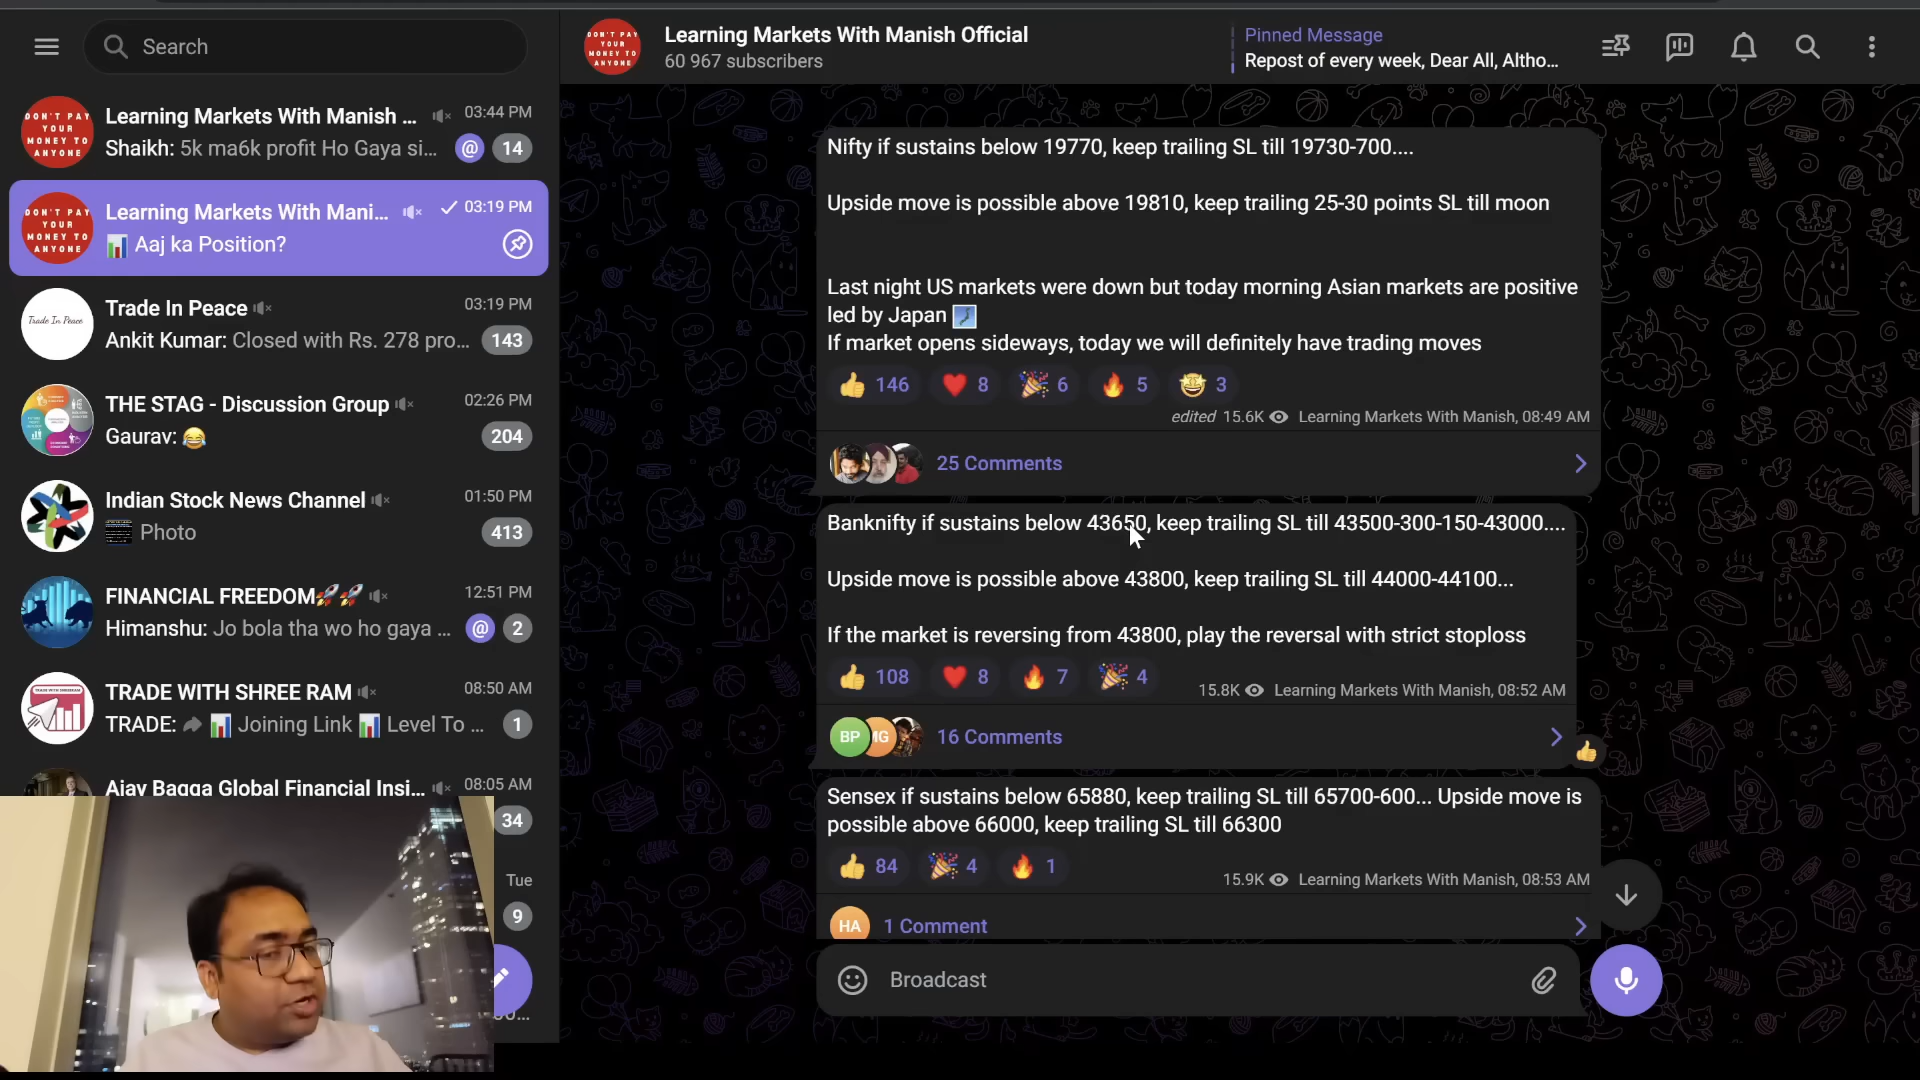 Search
Learning Markets With Manish ...
03:44 PM
Shaikh: 5k ma6k profit Ho Gaya si...
@ 14
Learning Markets With Mani...
03:19 PM
📊 Aaj ka Position?
Trade In Peace
03:19 PM
Ankit Kumar: Closed with Rs. 278 pro...
143
THE STAG - Discussion Group
02:26 PM
Gaurav: 😂
204
Indian Stock News Channel
01:50 PM
Photo
413
FINANCIAL FREEDOM🚀🚀
12:51 PM
Himanshu: Jo bola tha wo ho gaya ...
@ 2
TRADE WITH SHREE RAM
08:50 AM
TRADE: 📊 Joining Link 📊 Level To ...
1
Ajay Bagga Global Financial Insi...
08:05 AM
34
Tue
9
DON'T PAY
YOUR
MONEY TO
ANYONE
Learning Markets With Manish Official
60 967 subscribers
Pinned Message
Repost of every week, Dear All, Altho...
Nifty if sustains below 19770, keep trailing SL till 19730-700....
Upside move is possible above 19810, keep trailing 25-30 points SL till moon
Last night US markets were down but today morning Asian markets are positive
led by Japan 🗾
If market opens sideways, today we will definitely have trading moves
👍 146 ❤️ 8 🎉 6 🔥 5 🤩 3
edited 15.6K Learning Markets With Manish, 08:49 AM
25 Comments
Banknifty if sustains below 43650, keep trailing SL till 43500-300-150-43000....
Upside move is possible above 43800, keep trailing SL till 44000-44100...
If the market is reversing from 43800, play the reversal with strict stoploss
👍 108 ❤️ 8 🔥 7 🎉 4
15.8K Learning Markets With Manish, 08:52 AM
BP MG
16 Comments
Sensex if sustains below 65880, keep trailing SL till 65700-600... Upside move is
possible above 66000, keep trailing SL till 66300
👍 84 🎉 4 🔥 1
15.9K Learning Markets With Manish, 08:53 AM
HA
1 Comment
Broadcast